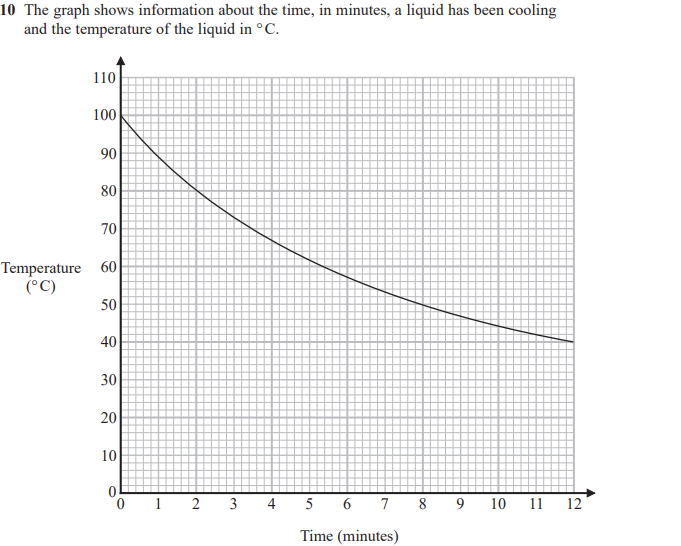 10 The graph shows information about the time, in minutes, a liquid has been cooling
and the temperature of the liquid in °C.
110
100
90
80
70
Temperature 60
(°C)
50
40
30
20
10
0
0 1 2 3 4 5 6 7 8 9 10 11 12
Time (minutes)